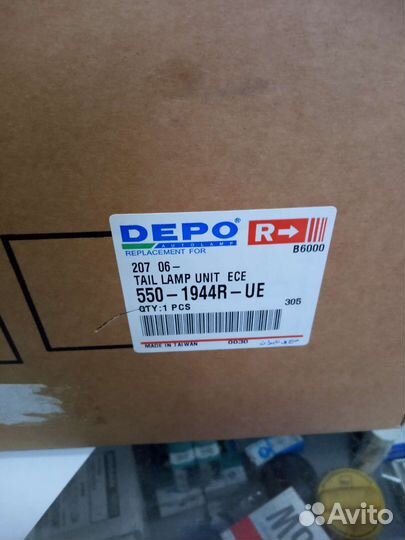 DEPO®
AUTOLAMP
R→
REPLACEMENT FOR
B6000
207 06-
TAIL LAMP UNIT ECE
550-1944R-UE
QTY:1 PCS
305
MADE IN TAIWAN 0030
Avito